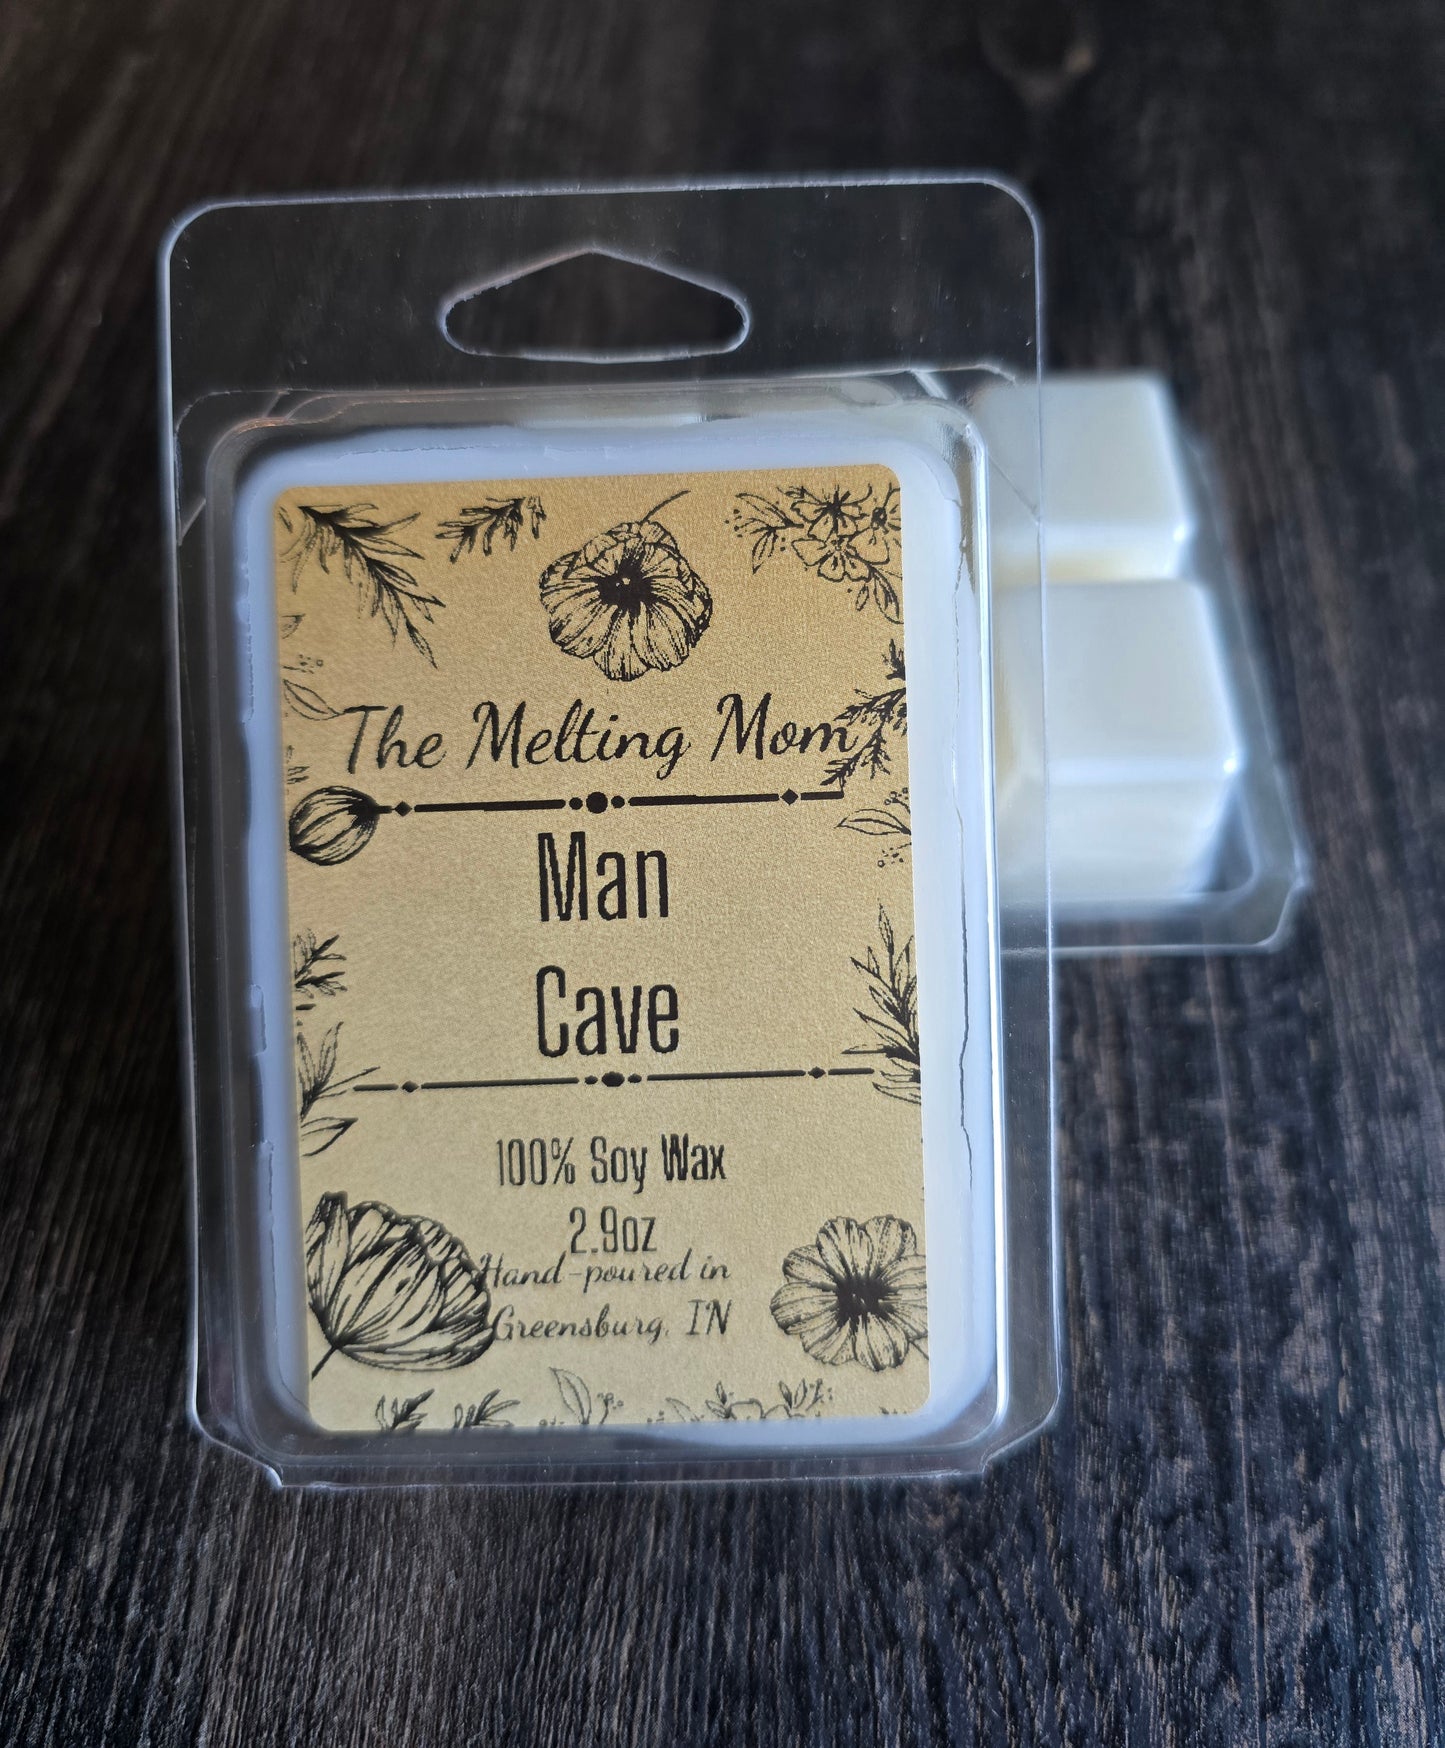 The Melting Mom
Man
Cave
100% Soy Wax
2.9oz
Hand-poured in
Greensburg, IN